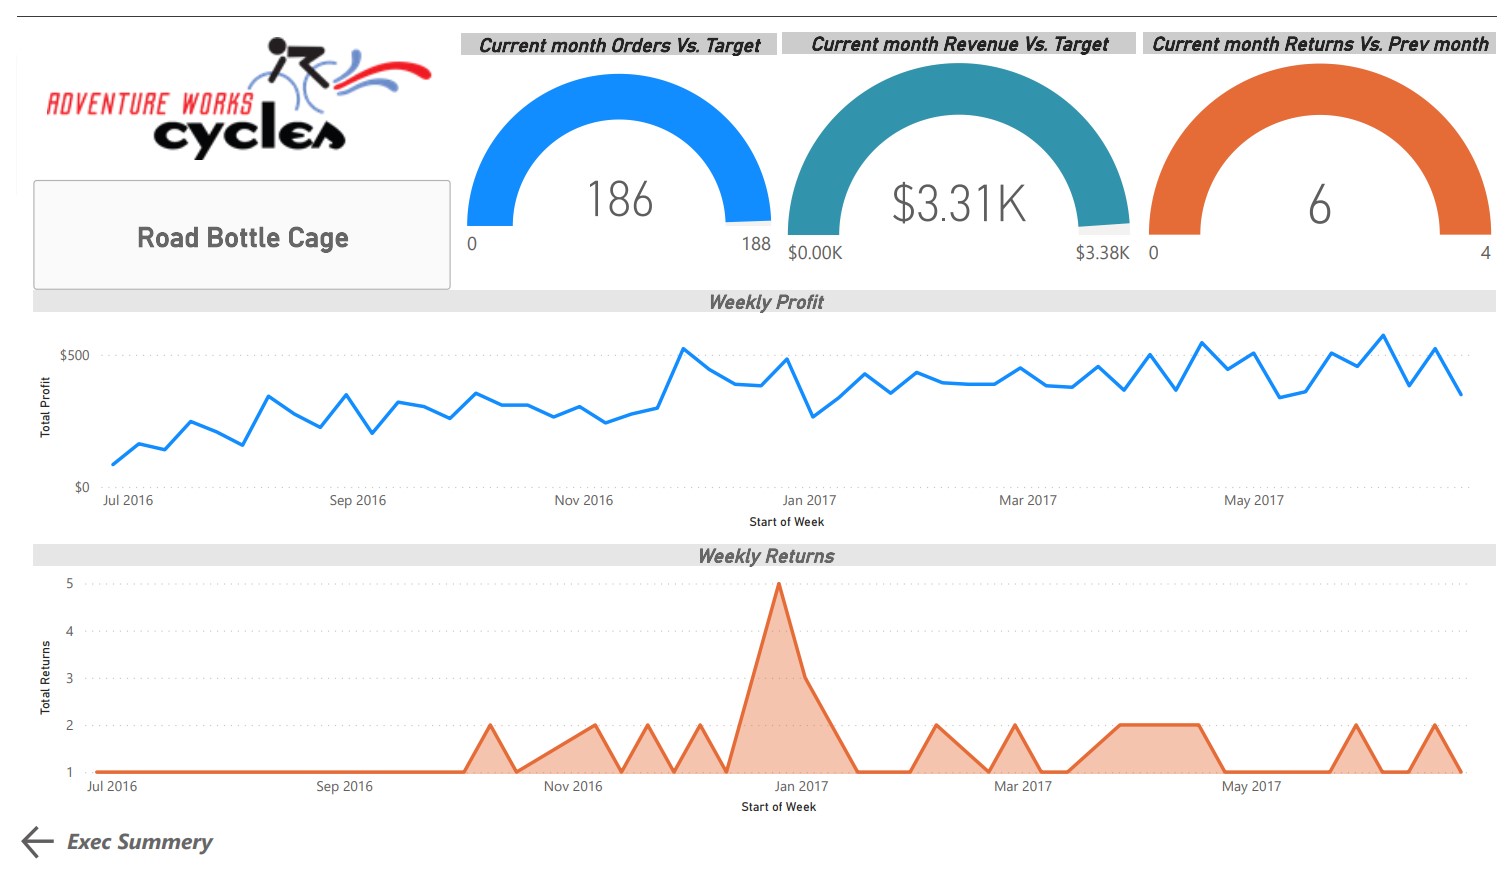 ADVENTURE WORKS
cycles
Road Bottle Cage
Current month Orders Vs. Target
186
0
188
Current month Revenue Vs. Target
$3.31K
$0.00K
$3.38K
Current month Returns Vs. Prev month
6
0
4
Weekly Profit
Total Profit
$500
$0
Jul 2016 Sep 2016 Nov 2016 Jan 2017 Mar 2017 May 2017
Start of Week
Weekly Returns
Total Returns
5
4
3
2
1
Jul 2016 Sep 2016 Nov 2016 Jan 2017 Mar 2017 May 2017
Start of Week
Exec Summery